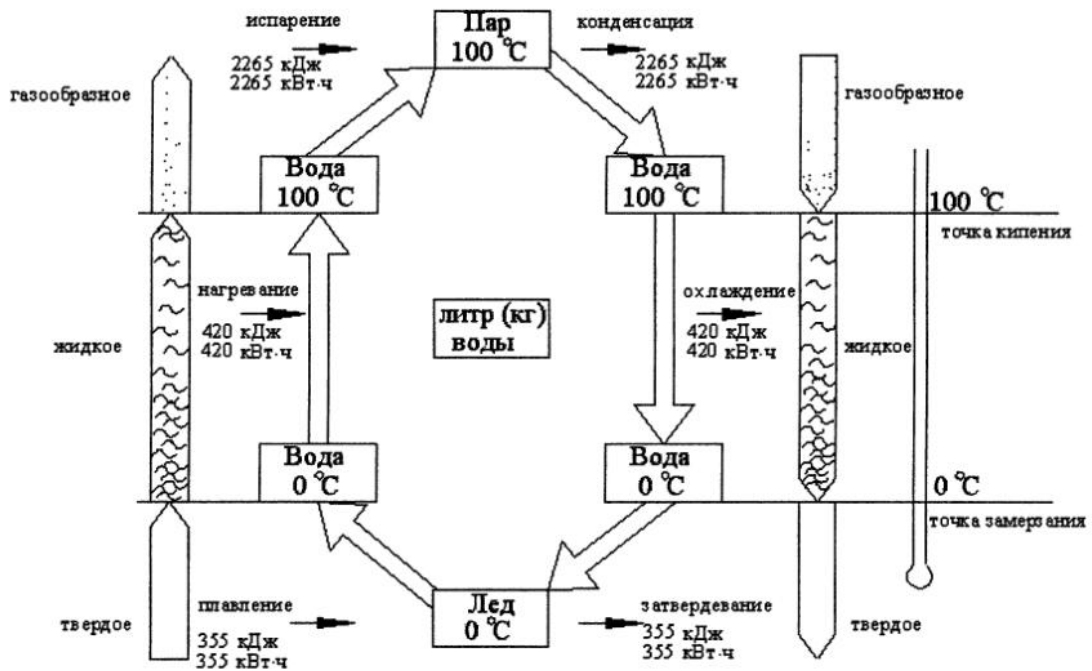 испарение
2265 кДж
2265 кВт·ч
Пар
100 °C
конденсация
2265 кДж
2265 кВт·ч
газообразное
газообразное
Вода
100 °C
Вода
100 °C
100 °C
точка кипения
нагревание
420 кДж
420 кВт·ч
литр (кг)
воды
охлаждение
420 кДж
420 кВт·ч
жидкое
жидкое
Вода
0 °C
Вода
0 °C
0 °C
точка замерзания
плавление
355 кДж
355 кВт·ч
Лед
0 °C
затвердевание
355 кДж
355 кВт·ч
твердое
твердое